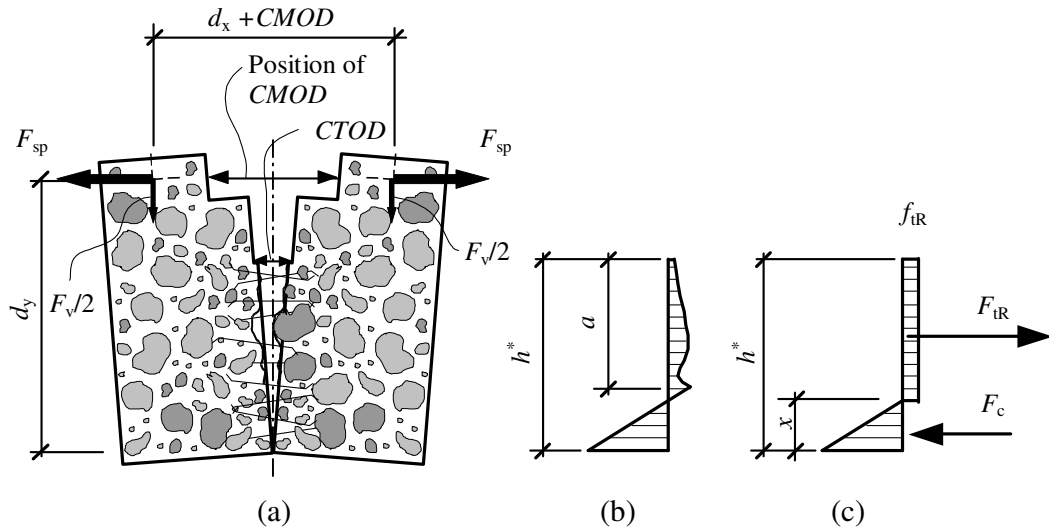 d_x + CMOD
Position of
CMOD
CTOD
F_sp
F_sp
d_y
F_v/2
F_v/2
h*
a
f_tR
h*
x
F_tR
F_c
(a)
(b)
(c)